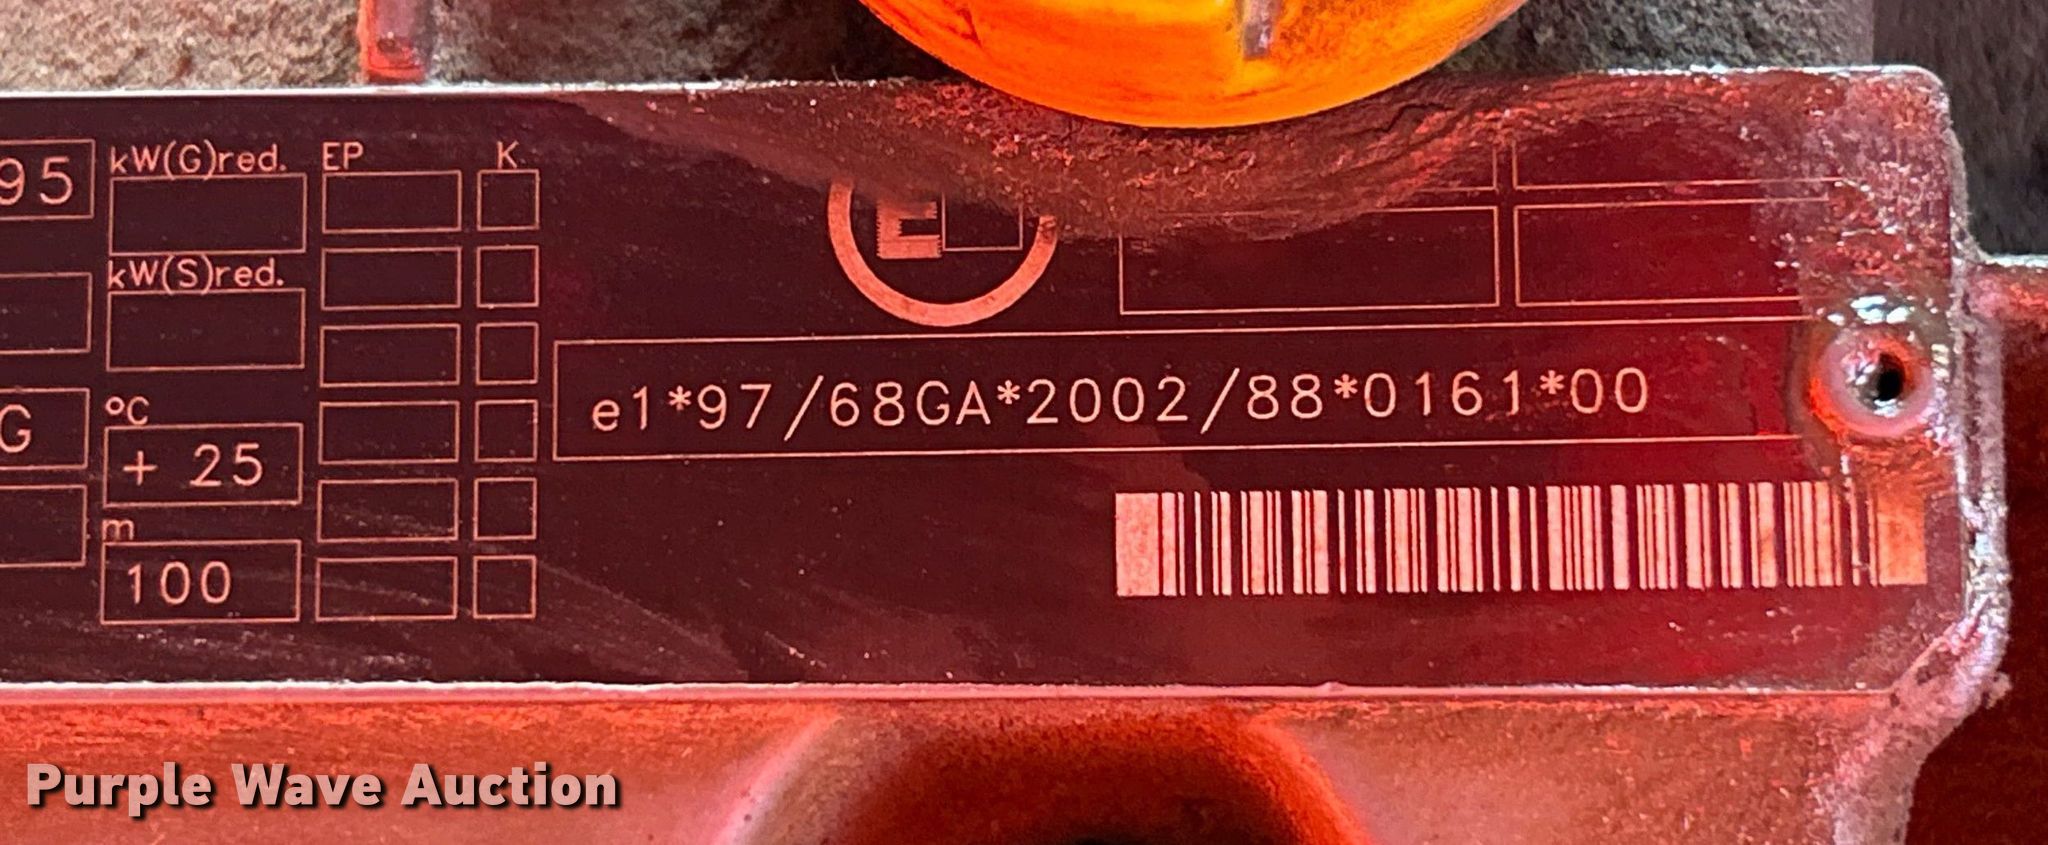 95
kW(G)red.
EP
K
kW(S)red.
G
°C
+ 25
m
100
E
e1*97/68GA*2002/88*0161*00
Purple Wave Auction